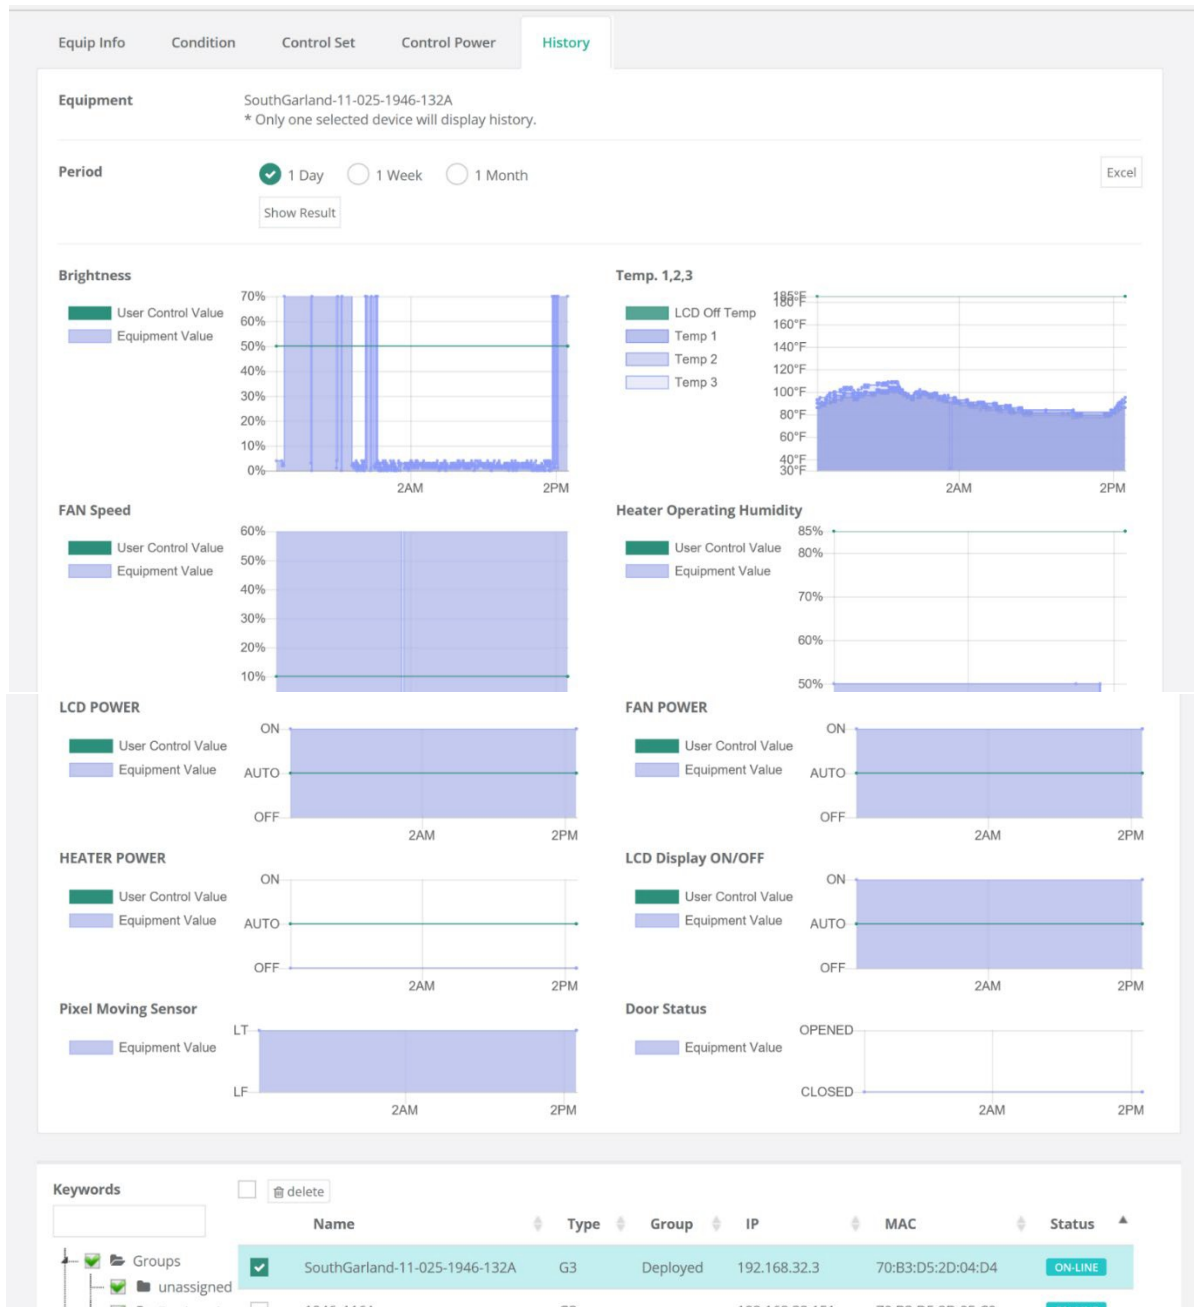 Equip Info Condition Control Set Control Power History
Equipment SouthGarland-11-025-1946-132A
* Only one selected device will display history.
Period 1 Day 1 Week 1 Month Excel
Show Result
Brightness
User Control Value
Equipment Value
70%
60%
50%
40%
30%
20%
10%
0%
2AM 2PM
Temp. 1,2,3
LCD Off Temp
Temp 1
Temp 2
Temp 3
185°F
180°F
160°F
140°F
120°F
100°F
80°F
60°F
40°F
30°F
2AM 2PM
FAN Speed
User Control Value
Equipment Value
60%
50%
40%
30%
20%
10%
Heater Operating Humidity
User Control Value
Equipment Value
85%
80%
70%
60%
50%
LCD POWER
User Control Value
Equipment Value
ON
AUTO
OFF
2AM 2PM
FAN POWER
User Control Value
Equipment Value
ON
AUTO
OFF
2AM 2PM
HEATER POWER
User Control Value
Equipment Value
ON
AUTO
OFF
2AM 2PM
LCD Display ON/OFF
User Control Value
Equipment Value
ON
AUTO
OFF
2AM 2PM
Pixel Moving Sensor
Equipment Value
LT
LF
2AM 2PM
Door Status
Equipment Value
OPENED
CLOSED
2AM 2PM
Keywords delete
Name Type Group IP MAC Status
Groups SouthGarland-11-025-1946-132A G3 Deployed 192.168.32.3 70:B3:D5:2D:04:D4 ON-LINE
unassigned